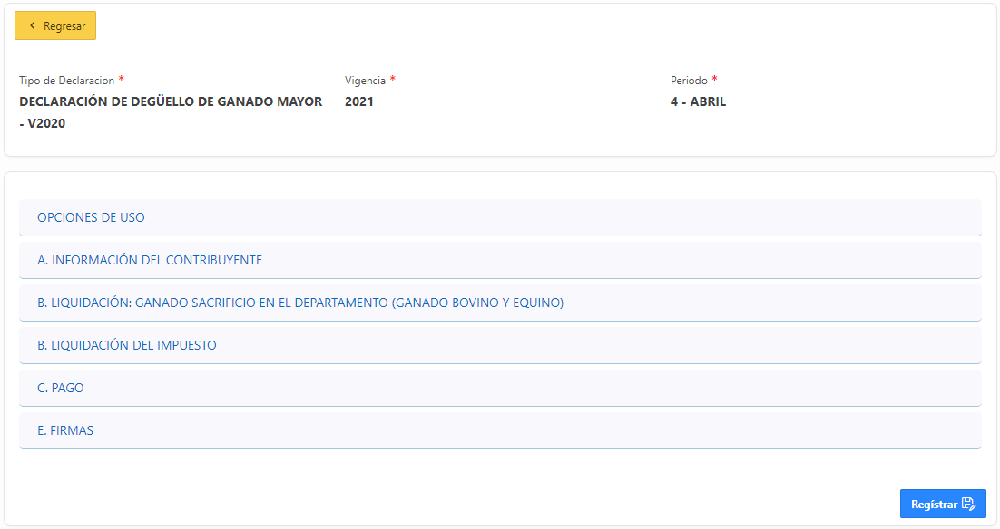 Regresar
Tipo de Declaracion *
Vigencia *
Periodo *
DECLARACIÓN DE DEGÜELLO DE GANADO MAYOR
- V2020
2021
4 - ABRIL
OPCIONES DE USO
A. INFORMACIÓN DEL CONTRIBUYENTE
B. LIQUIDACIÓN: GANADO SACRIFICIO EN EL DEPARTAMENTO (GANADO BOVINO Y EQUINO)
B. LIQUIDACIÓN DEL IMPUESTO
C. PAGO
E. FIRMAS
Regístrar